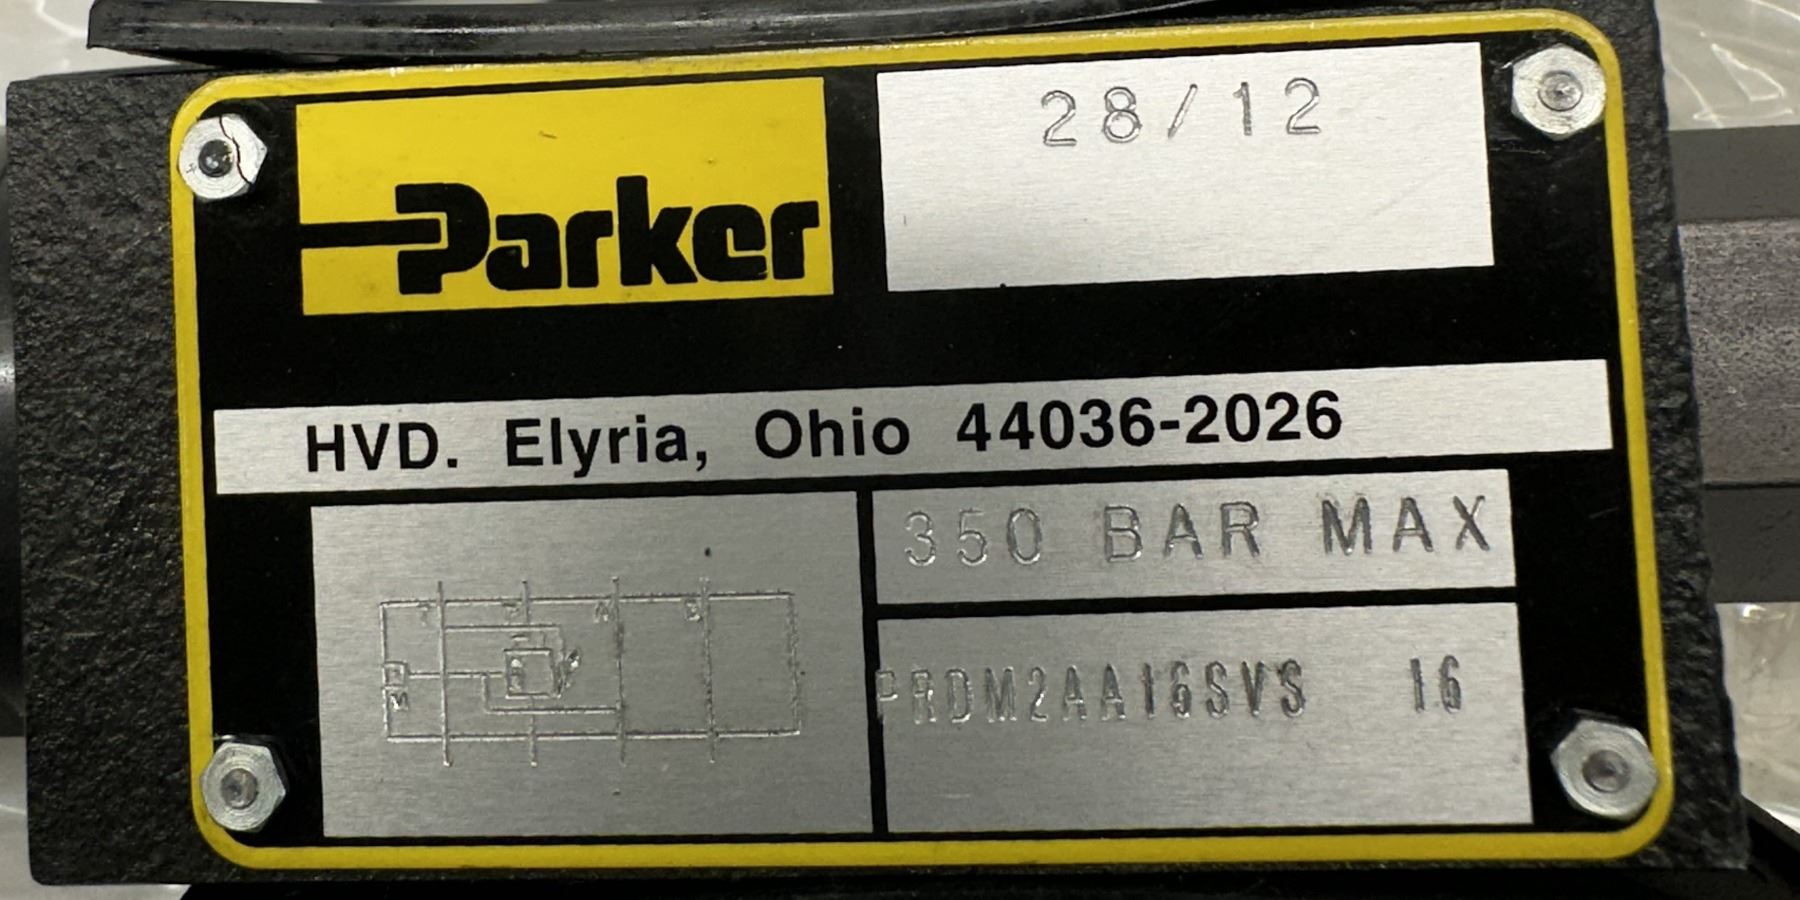 Parker
28/12
HVD. Elyria, Ohio 44036-2026
350 BAR MAX
T P A B
M
PRDM2AA16SVS 16